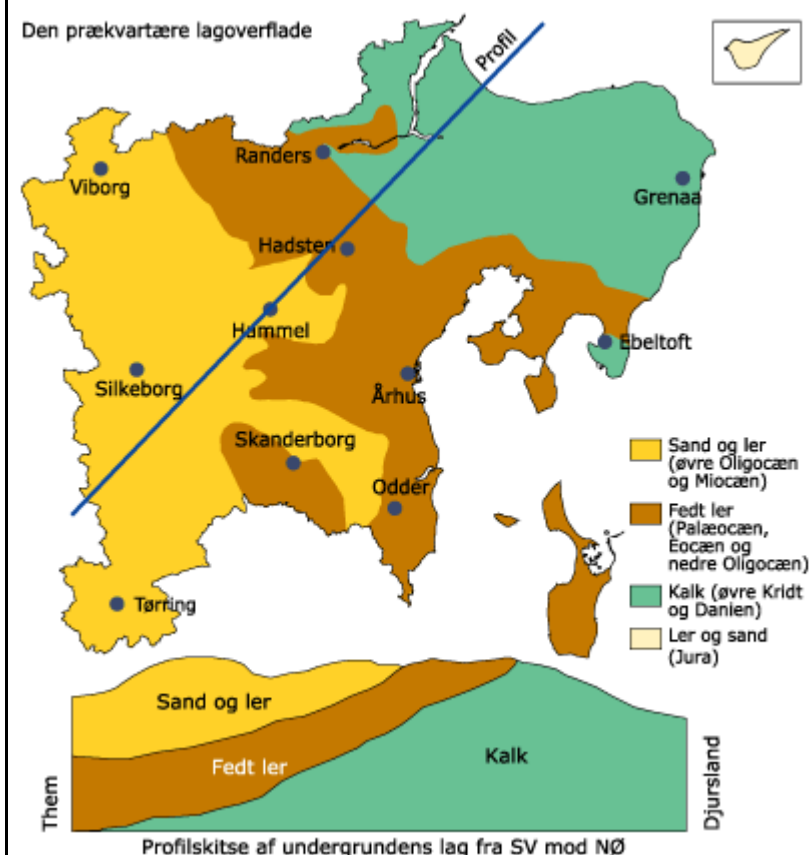 Den prækvartære lagoverflade
Profil
Randers
Viborg
Grenaa
Hadsten
Hammel
Ebeltoft
Silkeborg
Århus
Skanderborg
Odder
Tørring
Sand og ler
(øvre Oligocæn
og Miocæn)
Fedt ler
(Palæocæn,
Eocæn og
nedre Oligocæn)
Kalk (øvre Kridt
og Danien)
Ler og sand
(Jura)
Sand og ler
Fedt ler
Kalk
Them
Djursland
Profilskitse af undergrundens lag fra SV mod NØ